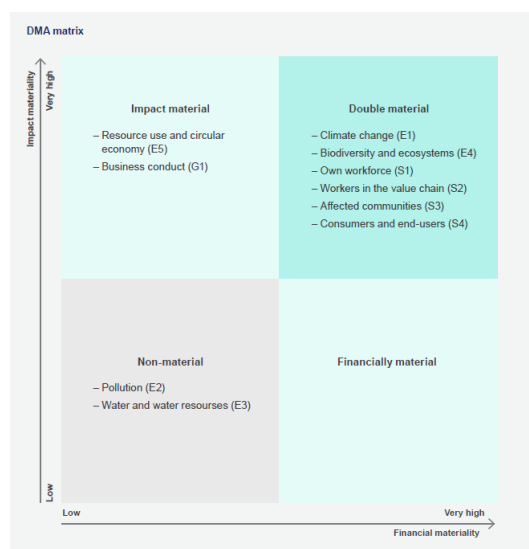 DMA matrix
Impact materiality
Very high
Low
Impact material
– Resource use and circular
economy (E5)
– Business conduct (G1)
Double material
– Climate change (E1)
– Biodiversity and ecosystems (E4)
– Own workforce (S1)
– Workers in the value chain (S2)
– Affected communities (S3)
– Consumers and end-users (S4)
Non-material
– Pollution (E2)
– Water and water resourses (E3)
Financially material
Low
Very high
Financial materiality